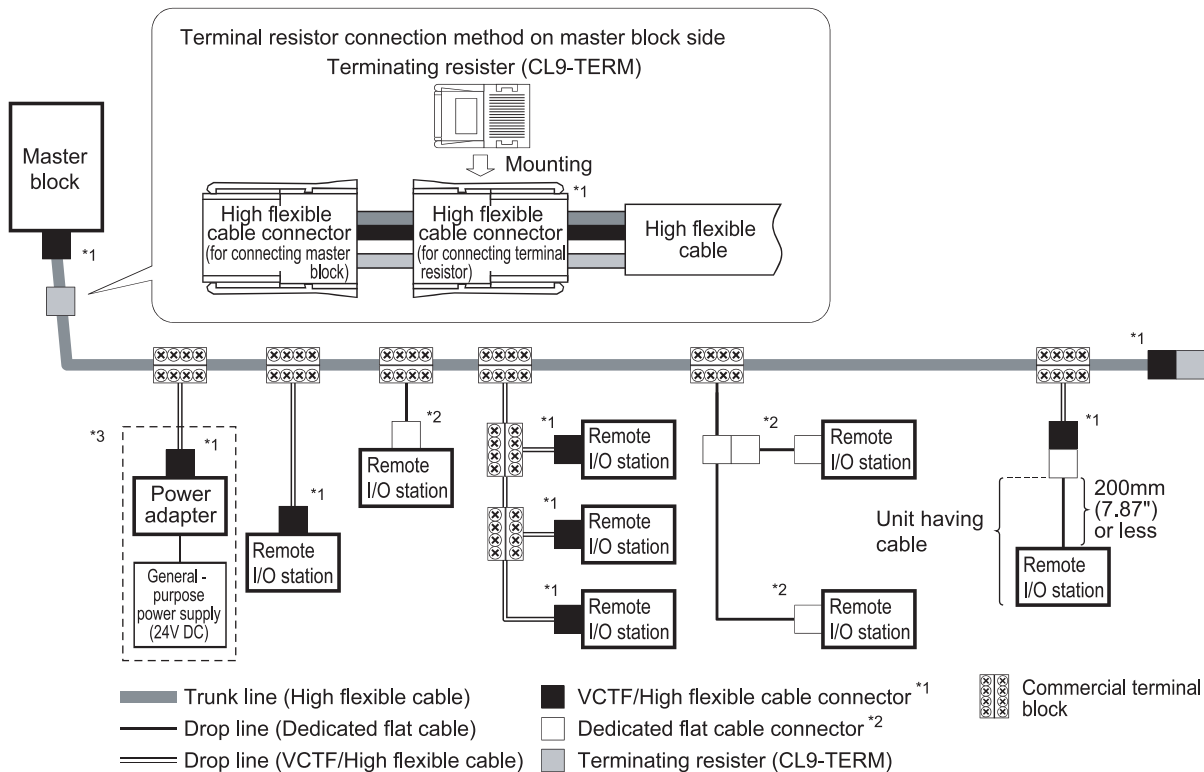 Terminal resistor connection method on master block side
Terminating resister (CL9-TERM)
Mounting
Master
block
*1
High flexible
cable connector
(for connecting master
block)
High flexible
cable connector
(for connecting terminal
resistor)
*1
High flexible
cable
*1
*3
*1
Power
adapter
General -
purpose
power supply
(24V DC)
*1
Remote
I/O station
*2
Remote
I/O station
*1
Remote
I/O station
*1
Remote
I/O station
*1
Remote
I/O station
*2
Remote
I/O station
*2
Remote
I/O station
*1
Unit having
cable
200mm
(7.87")
or less
Remote
I/O station
Trunk line (High flexible cable)
Drop line (Dedicated flat cable)
Drop line (VCTF/High flexible cable)
VCTF/High flexible cable connector *1
Dedicated flat cable connector *2
Terminating resister (CL9-TERM)
Commercial terminal
block